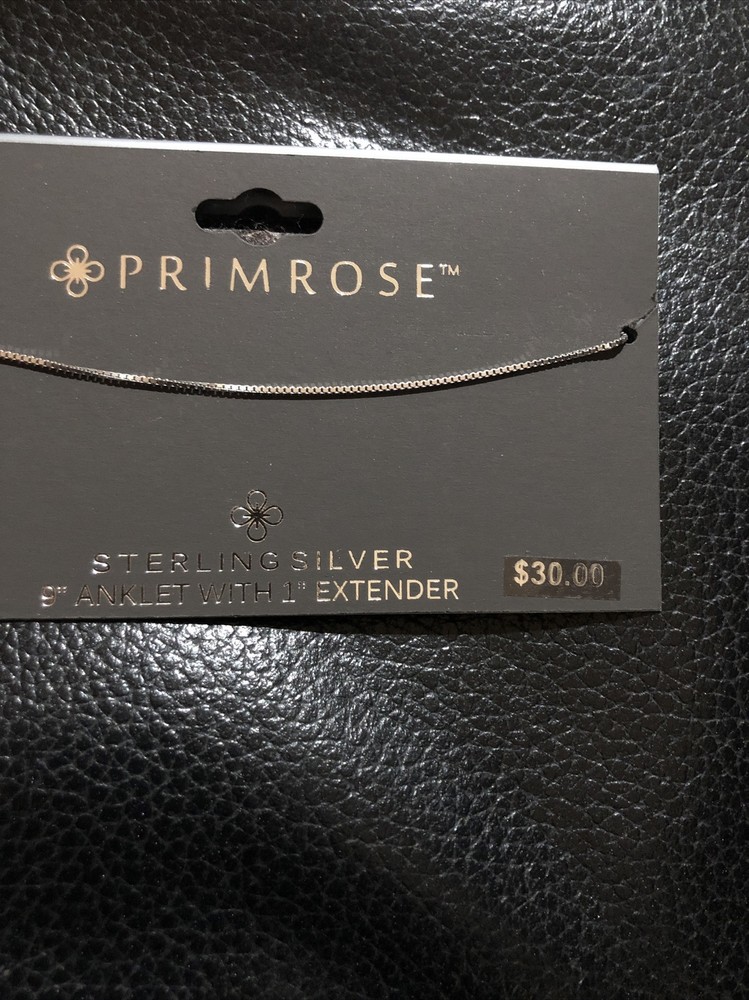 PRIMROSE™
STERLING SILVER
9" ANKLET WITH 1" EXTENDER
$30.00